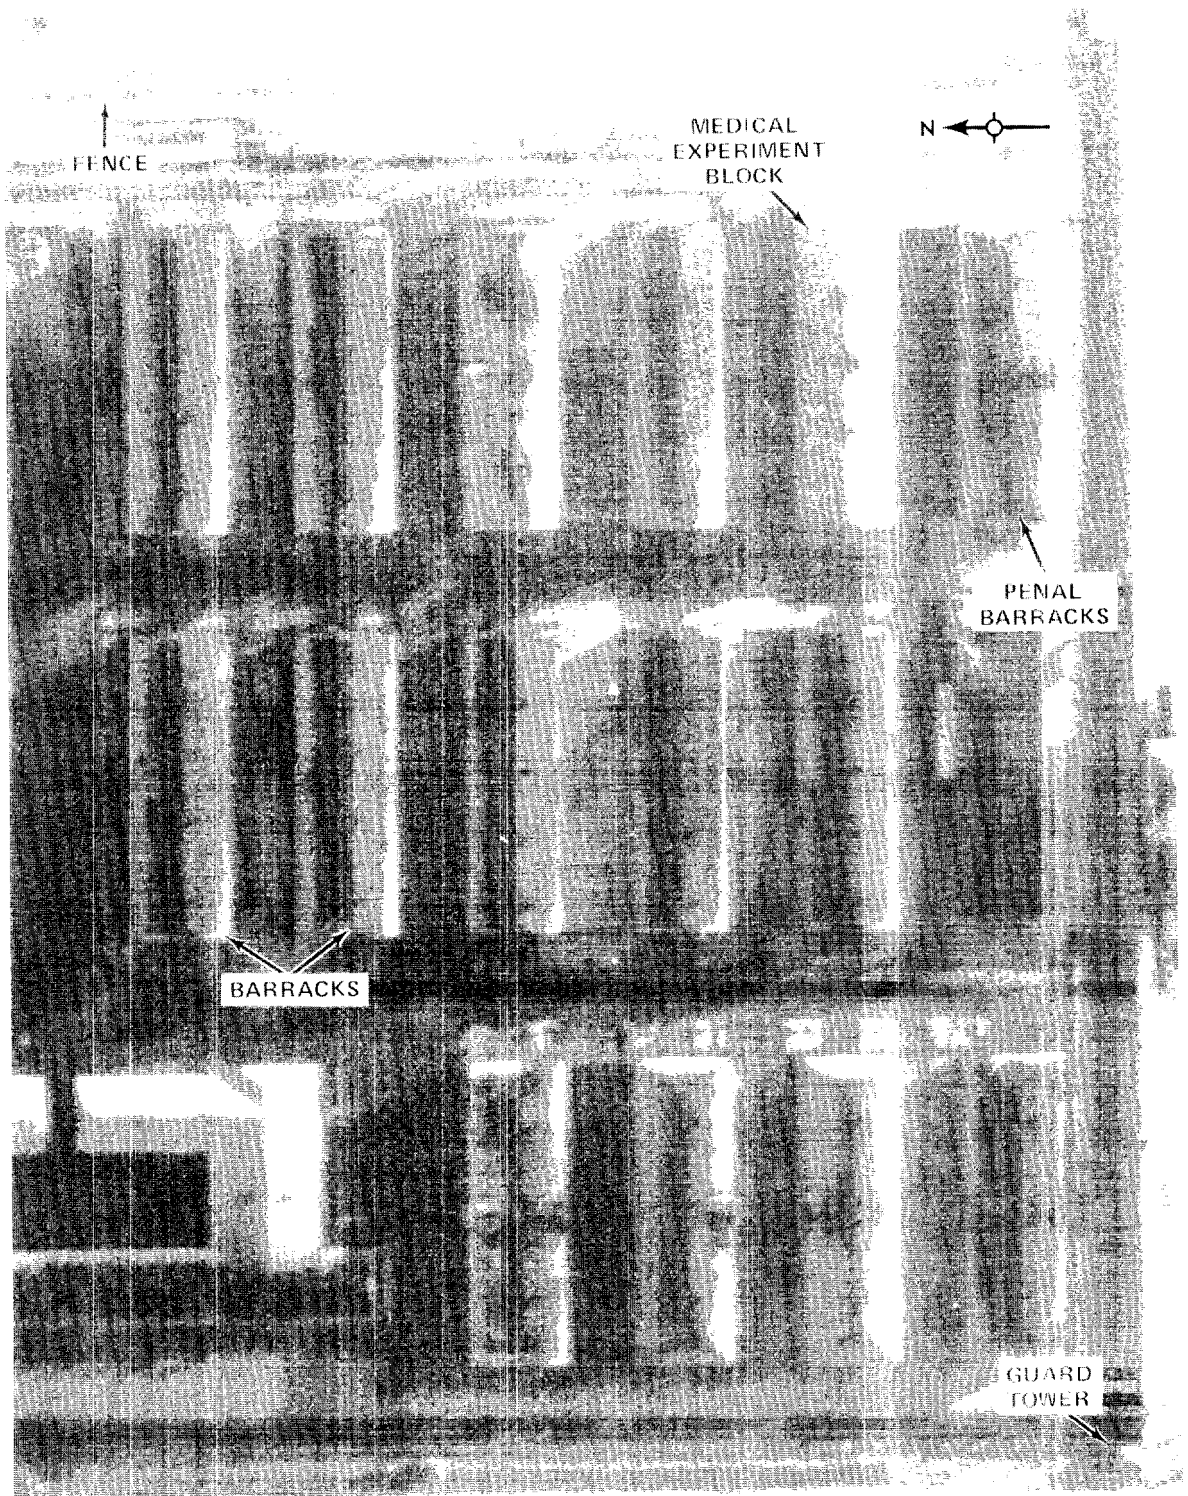 N
MEDICAL
EXPERIMENT
BLOCK
FENCE
PENAL
BARRACKS
BARRACKS
GUARD
TOWER